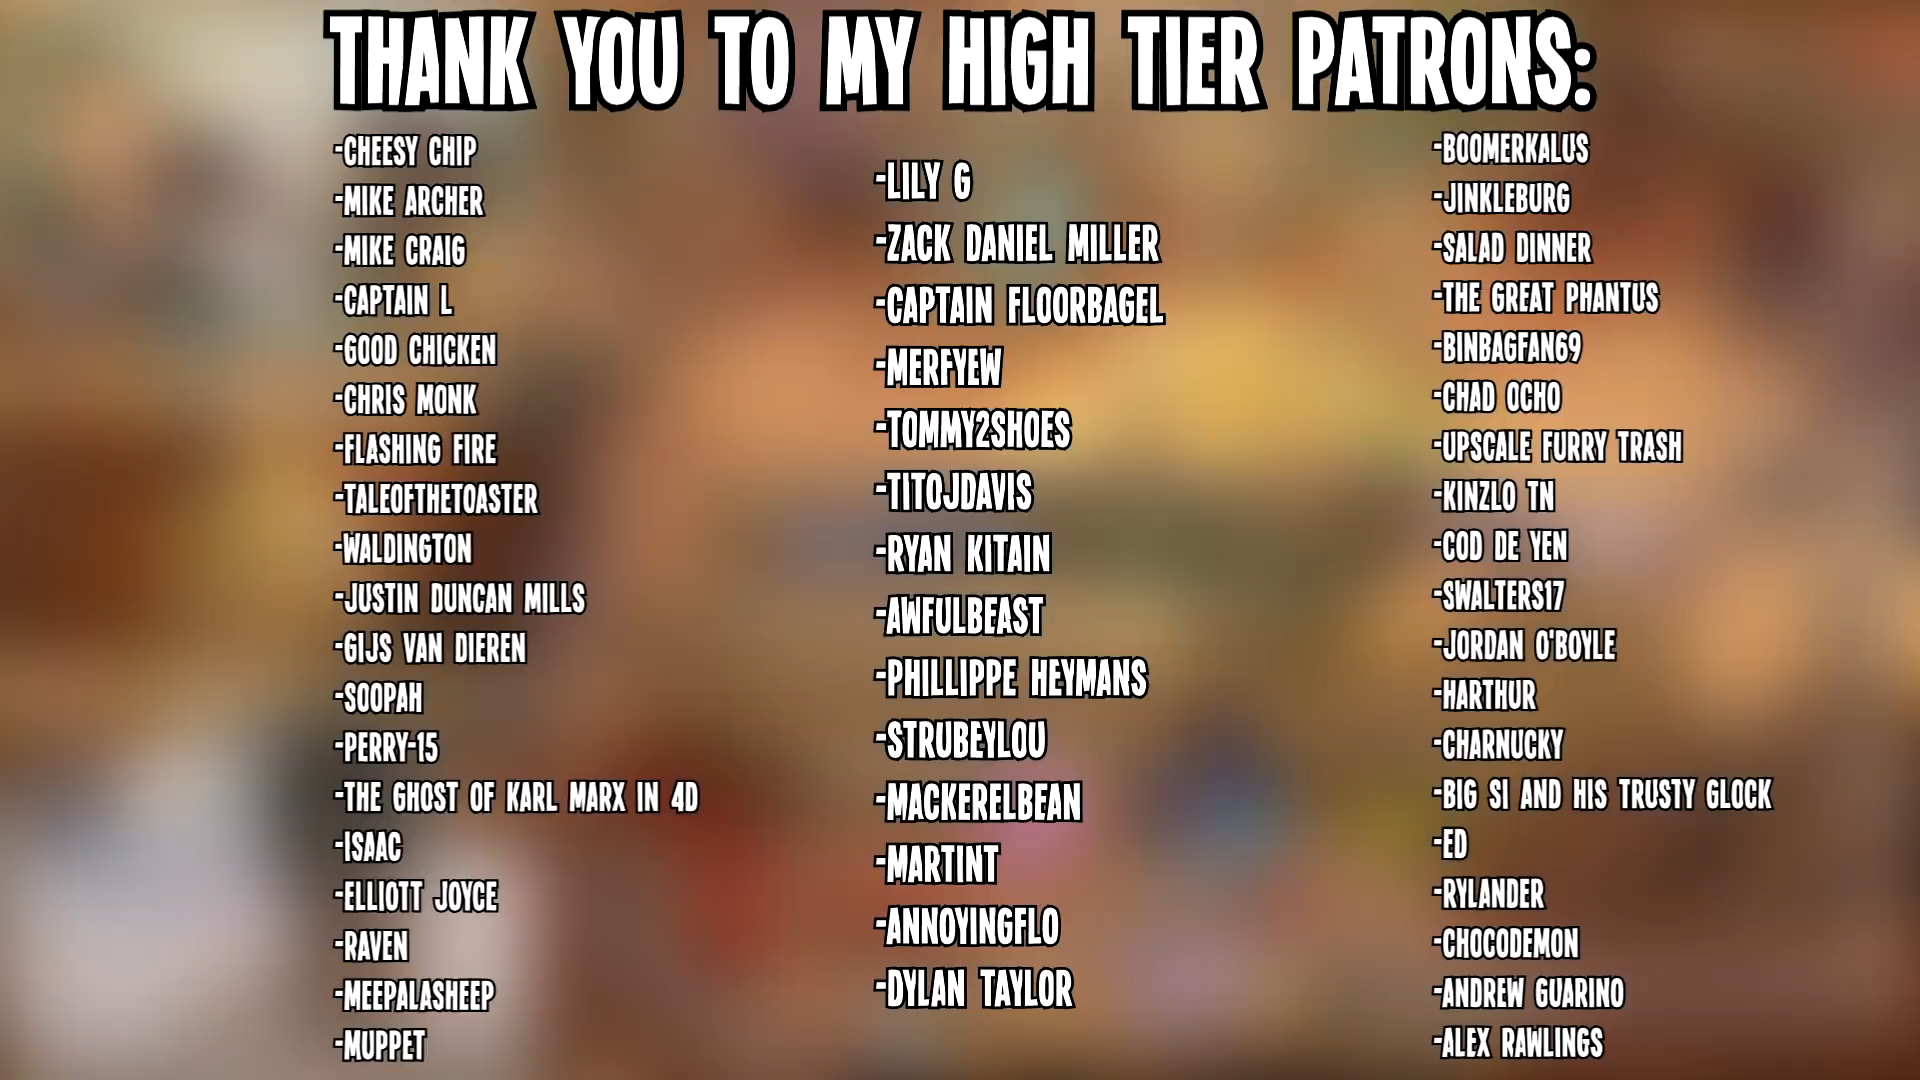 THANK YOU TO MY HIGH TIER PATRONS:
-CHEESY CHIP
-MIKE ARCHER
-MIKE CRAIG
-CAPTAIN L
-GOOD CHICKEN
-CHRIS MONK
-FLASHING FIRE
-TALEOFTHETOASTER
-WALDINGTON
-JUSTIN DUNCAN MILLS
-GIJS VAN DIEREN
-SOOPAH
-PERRY-15
-THE GHOST OF KARL MARX IN 4D
-ISAAC
-ELLIOTT JOYCE
-RAVEN
-MEEPALASHEEP
-MUPPET
-LILY G
-ZACK DANIEL MILLER
-CAPTAIN FLOORBAGEL
-MERFYEW
-TOMMY2SHOES
-TITOJDAVIS
-RYAN KITAIN
-AWFULBEAST
-PHILLIPPE HEYMANS
-STRUBEYLOU
-MACKERELBEAN
-MARTINT
-ANNOYINGFLO
-DYLAN TAYLOR
-BOOMERKALUS
-JINKLEBURG
-SALAD DINNER
-THE GREAT PHANTUS
-BINBAGFAN69
-CHAD OCHO
-UPSCALE FURRY TRASH
-KINZLO TN
-COD DE YEN
-SWALTERS17
-JORDAN O'BOYLE
-HARTHUR
-CHARNUCKY
-BIG SI AND HIS TRUSTY GLOCK
-ED
-RYLANDER
-CHOCODEMON
-ANDREW GUARINO
-ALEX RAWLINGS